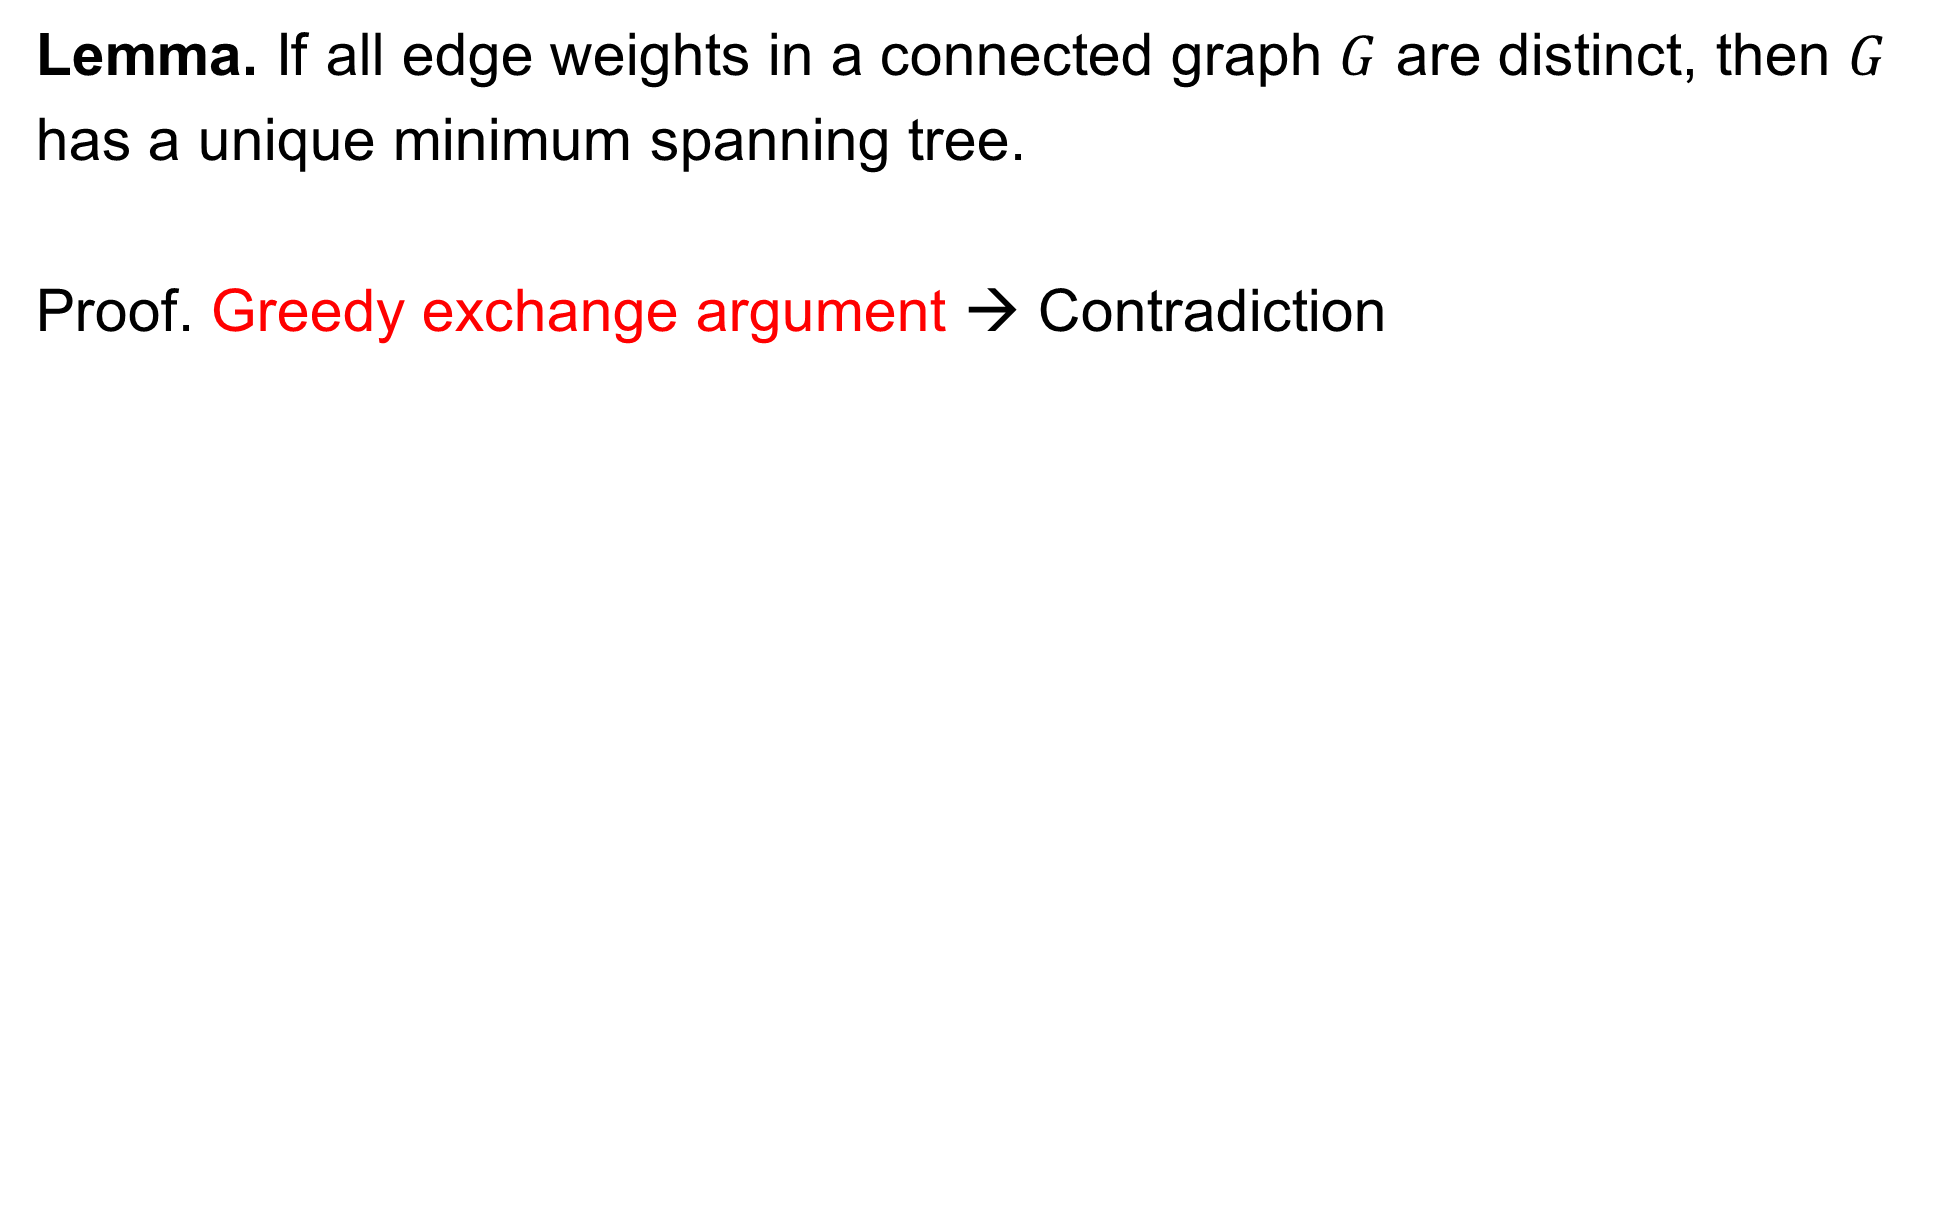 Lemma. If all edge weights in a connected graph 𝐺 are distinct, then 𝐺
has a unique minimum spanning tree.
Proof. Greedy exchange argument → Contradiction